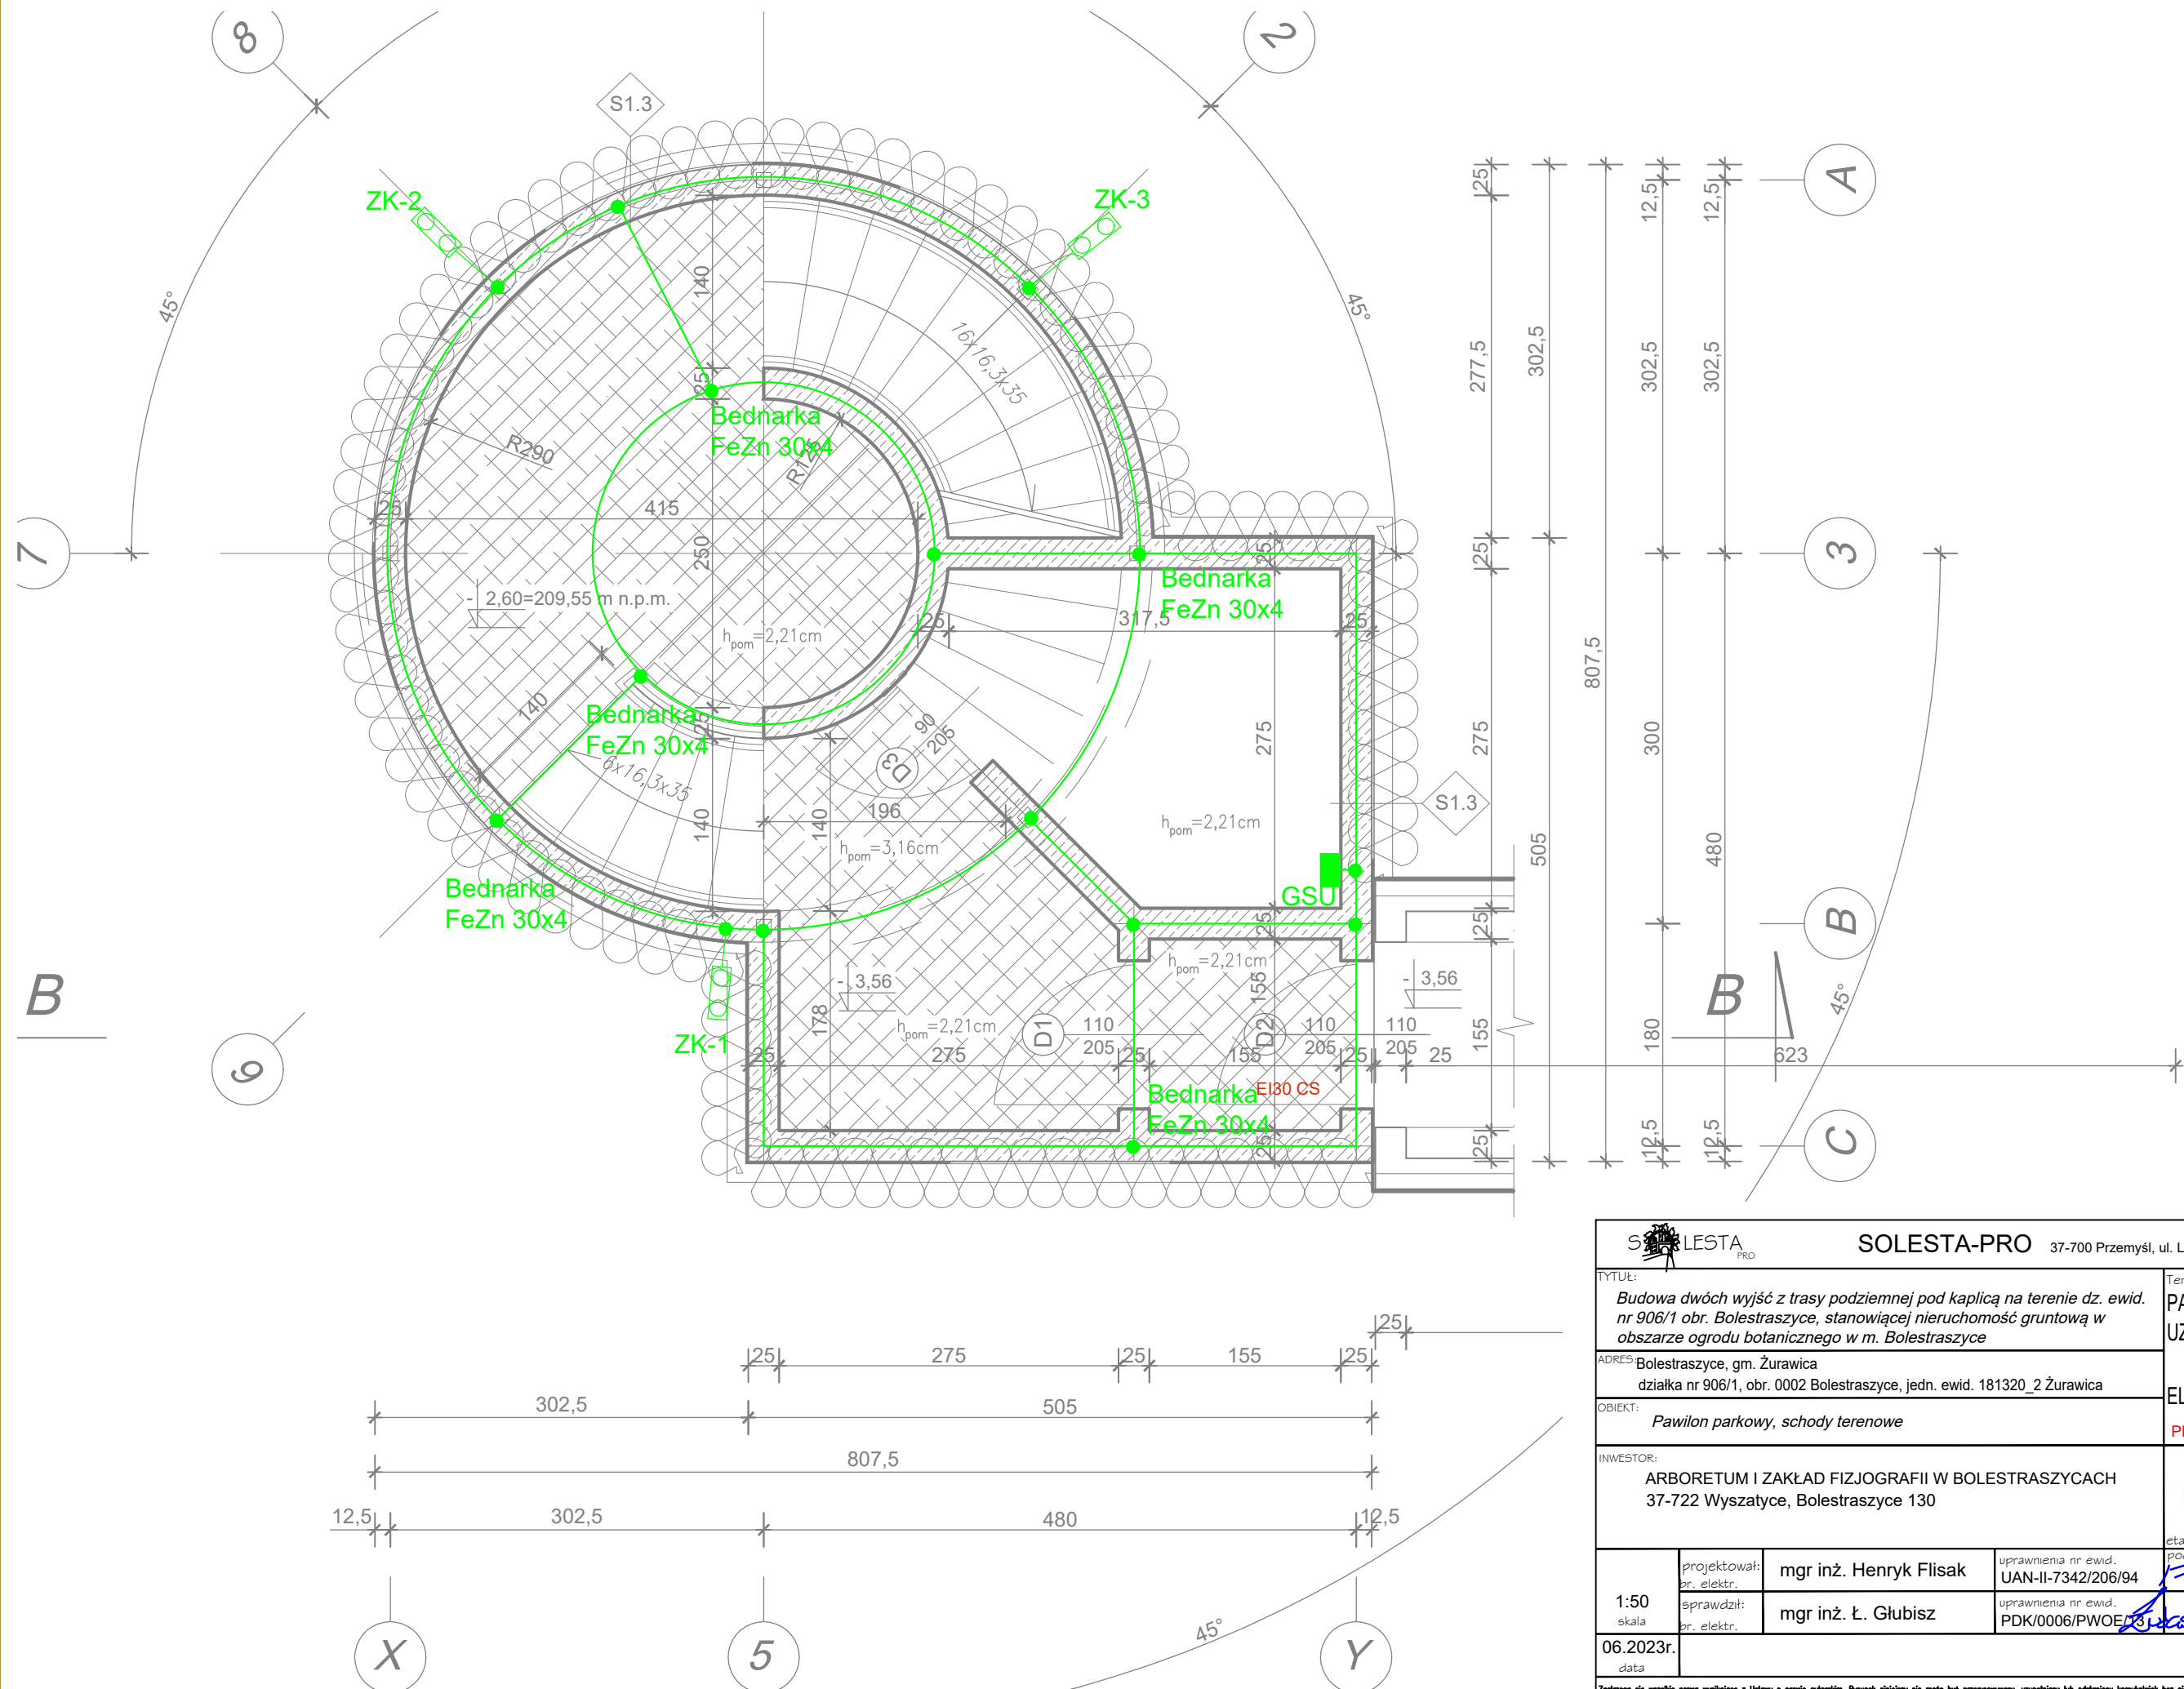 8
2
S1.3
ZK-2
ZK-3
A
25
12,5
12,5
45°
45°
140
16x16,3x35
277,5
302,5
302,5
302,5
25
Bednarka
FeZn 30x4
R290
25
415
250
7
3
25
25
Bednarka
FeZn 30x4
- 2,60=209,55 m n.p.m.
hpom=2,21cm
25
317,5
25
807,5
140
Bednarka
FeZn 30x4
25
90
205
D3
275
275
300
6x16,3x35
140
140
196
hpom=3,16cm
hpom=2,21cm
S1.3
505
480
Bednarka
FeZn 30x4
GSU
25
25
B
hpom=2,21cm
B
- 3,56
155
- 3,56
B
45°
178
hpom=2,21cm
D1
110
205
D2
110
205
110
205
155
180
9
ZK-1
25
275
25
155
25
25
623
Bednarka
FeZn 30x4
EI30 CS
25
25
12,5
12,5
C
SOLESTA PRO
SOLESTA-PRO 37-700 Przemyśl, ul. L
TYTUŁ:
Budowa dwóch wyjść z trasy podziemnej pod kaplicą na terenie dz. ewid.
nr 906/1 obr. Bolestraszyce, stanowiącej nieruchomość gruntową w
obszarze ogrodu botanicznego w m. Bolestraszyce
25
25
275
25
155
25
ADRES: Bolestraszyce, gm. Żurawica
działka nr 906/1, obr. 0002 Bolestraszyce, jedn. ewid. 181320_2 Żurawica
302,5
505
OBIEKT:
Pawilon parkowy, schody terenowe
807,5
INWESTOR:
ARBORETUM I ZAKŁAD FIZJOGRAFII W BOLESTRASZYCACH
37-722 Wyszatyce, Bolestraszyce 130
12,5
302,5
480
12,5
1:50
skala
projektował:
br. elektr.
mgr inż. Henryk Flisak
uprawnienia nr ewid.
UAN-II-7342/206/94
sprawdził:
br. elektr.
mgr inż. Ł. Głubisz
uprawnienia nr ewid.
PDK/0006/PWOE/13
06.2023r.
data
X
5
Y
45°